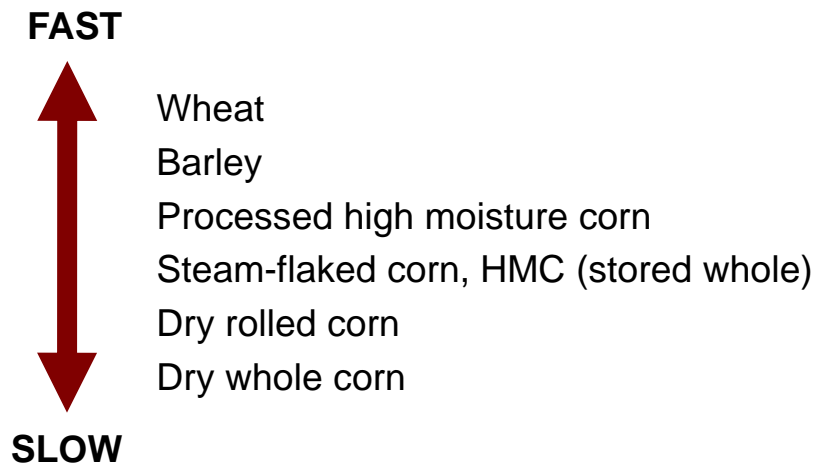 FAST
Wheat
Barley
Processed high moisture corn
Steam-flaked corn, HMC (stored whole)
Dry rolled corn
Dry whole corn
SLOW